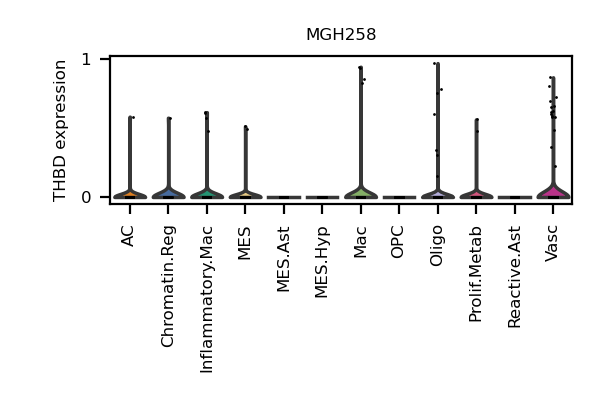 MGH258
THBD expression
1
0
AC
Chromatin.Reg
Inflammatory.Mac
MES
MES.Ast
MES.Hyp
Mac
OPC
Oligo
Prolif.Metab
Reactive.Ast
Vasc